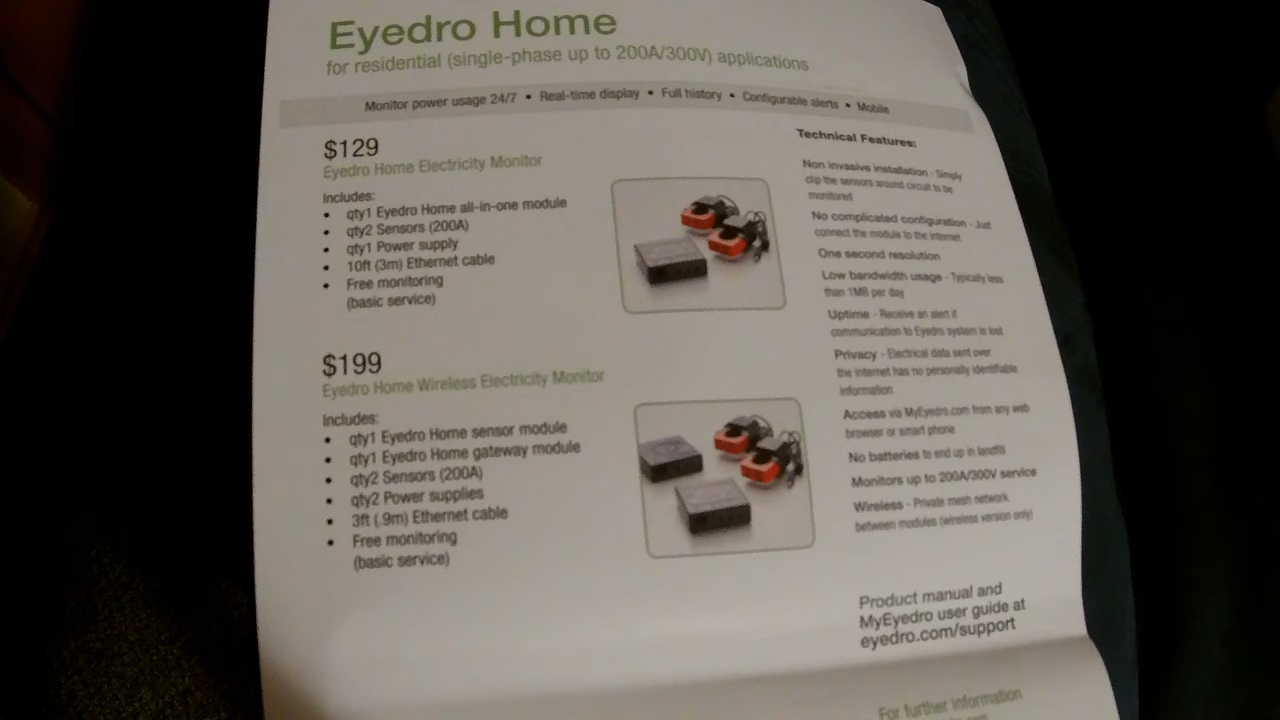 Eyedro Home
for residential (single-phase up to 200A/300V) applications
Monitor power usage 24/7 • Real-time display • Full history • Configurable alerts • Mobile
$129
Eyedro Home Electricity Monitor
Includes:
• qty1 Eyedro Home all-in-one module
• qty2 Sensors (200A)
• qty1 Power supply
• 10ft (3m) Ethernet cable
• Free monitoring
(basic service)
$199
Eyedro Home Wireless Electricity Monitor
Includes:
• qty1 Eyedro Home sensor module
• qty1 Eyedro Home gateway module
• qty2 Sensors (200A)
• qty2 Power supplies
• 3ft (.9m) Ethernet cable
• Free monitoring
(basic service)
Technical Features:
Non invasive installation - Simply
clip the sensors around circuit to be
monitored
No complicated configuration - Just
connect the module to the internet
One second resolution
Low bandwidth usage - Typically less
than 1MB per day
Uptime - Receive an alert if
communication to Eyedro system is lost
Privacy - Electrical data sent over
the internet has no personally identifiable
information
Access via MyEyedro.com from any web
browser or smart phone
No batteries to end up in landfill
Monitors up to 200A/300V service
Wireless - Private mesh network
between modules (wireless version only)
Product manual and
MyEyedro user guide at
eyedro.com/support
For further information